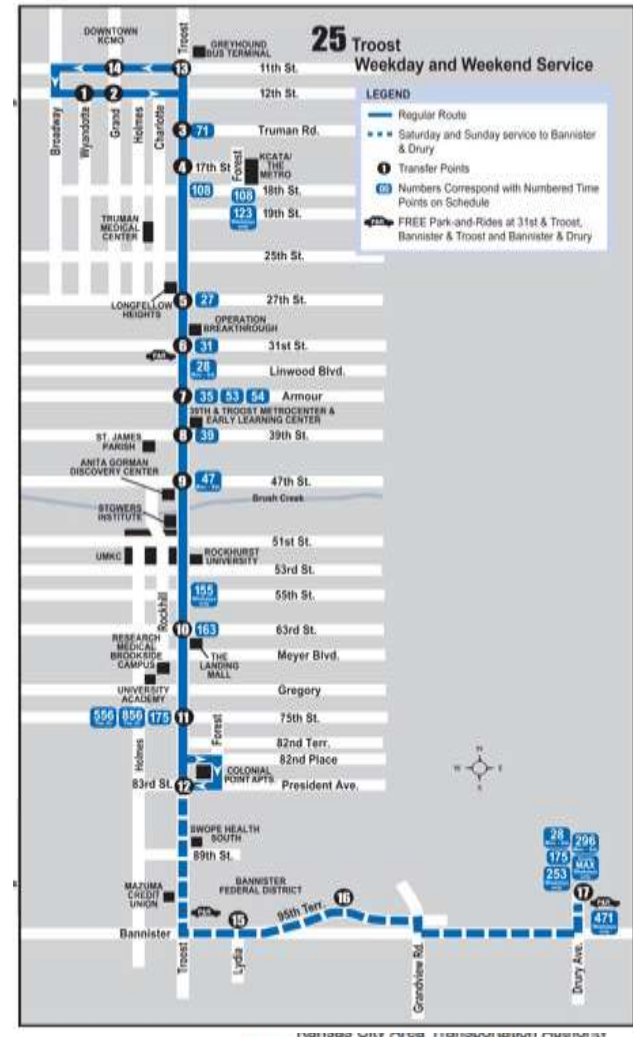 DOWNTOWN
KCMO
Troost
GREYHOUND
BUS TERMINAL
25 Troost
Weekday and Weekend Service
14
13
11th St.
1
2
12th St.
Broadway
Wyandotte
Grand
Holmes
Charlotte
LEGEND
Regular Route
Saturday and Sunday service to Bannister
& Drury
1 Transfer Points
00 Numbers Correspond with Numbered Time
Points on Schedule
P&R FREE Park-and-Rides at 31st & Troost,
Bannister & Troost and Bannister & Drury
3 71 Truman Rd.
Forest
KCATA/
THE
METRO
4 17th St
108 108 18th St.
123 19th St.
TRUMAN
MEDICAL
CENTER
25th St.
LONGFELLOW
HEIGHTS
5 27 27th St.
OPERATION
BREAKTHROUGH
6 31 31st St.
P&R
28 Linwood Blvd.
7 35 53 54 Armour
39TH & TROOST METROCENTER &
EARLY LEARNING CENTER
8 39 39th St.
ST. JAMES
PARISH
ANITA GORMAN
DISCOVERY CENTER
9 47 47th St.
Brush Creek
STOWERS
INSTITUTE
51st St.
UMKC
ROCKHURST
UNIVERSITY
53rd St.
155 55th St.
Rockhill
10 163 63rd St.
RESEARCH
MEDICAL
BROOKSIDE
CAMPUS
THE
LANDING
MALL
Meyer Blvd.
UNIVERSITY
ACADEMY
Gregory
556 856 175 11 75th St.
Holmes
Forest
82nd Terr.
82nd Place
COLONIAL
POINT APTS
83rd St. 12 President Ave.
N
W E
S
SWOPE HEALTH
SOUTH
89th St.
MAZUMA
CREDIT
UNION
BANNISTER
FEDERAL DISTRICT
28 296
175 MAX
253 17
P&R
471
P&R
15
95th Terr.
16
Bannister
Troost
Lydia
Grandview Rd.
Drury Ave.
Kansas City Area Transportation Authority